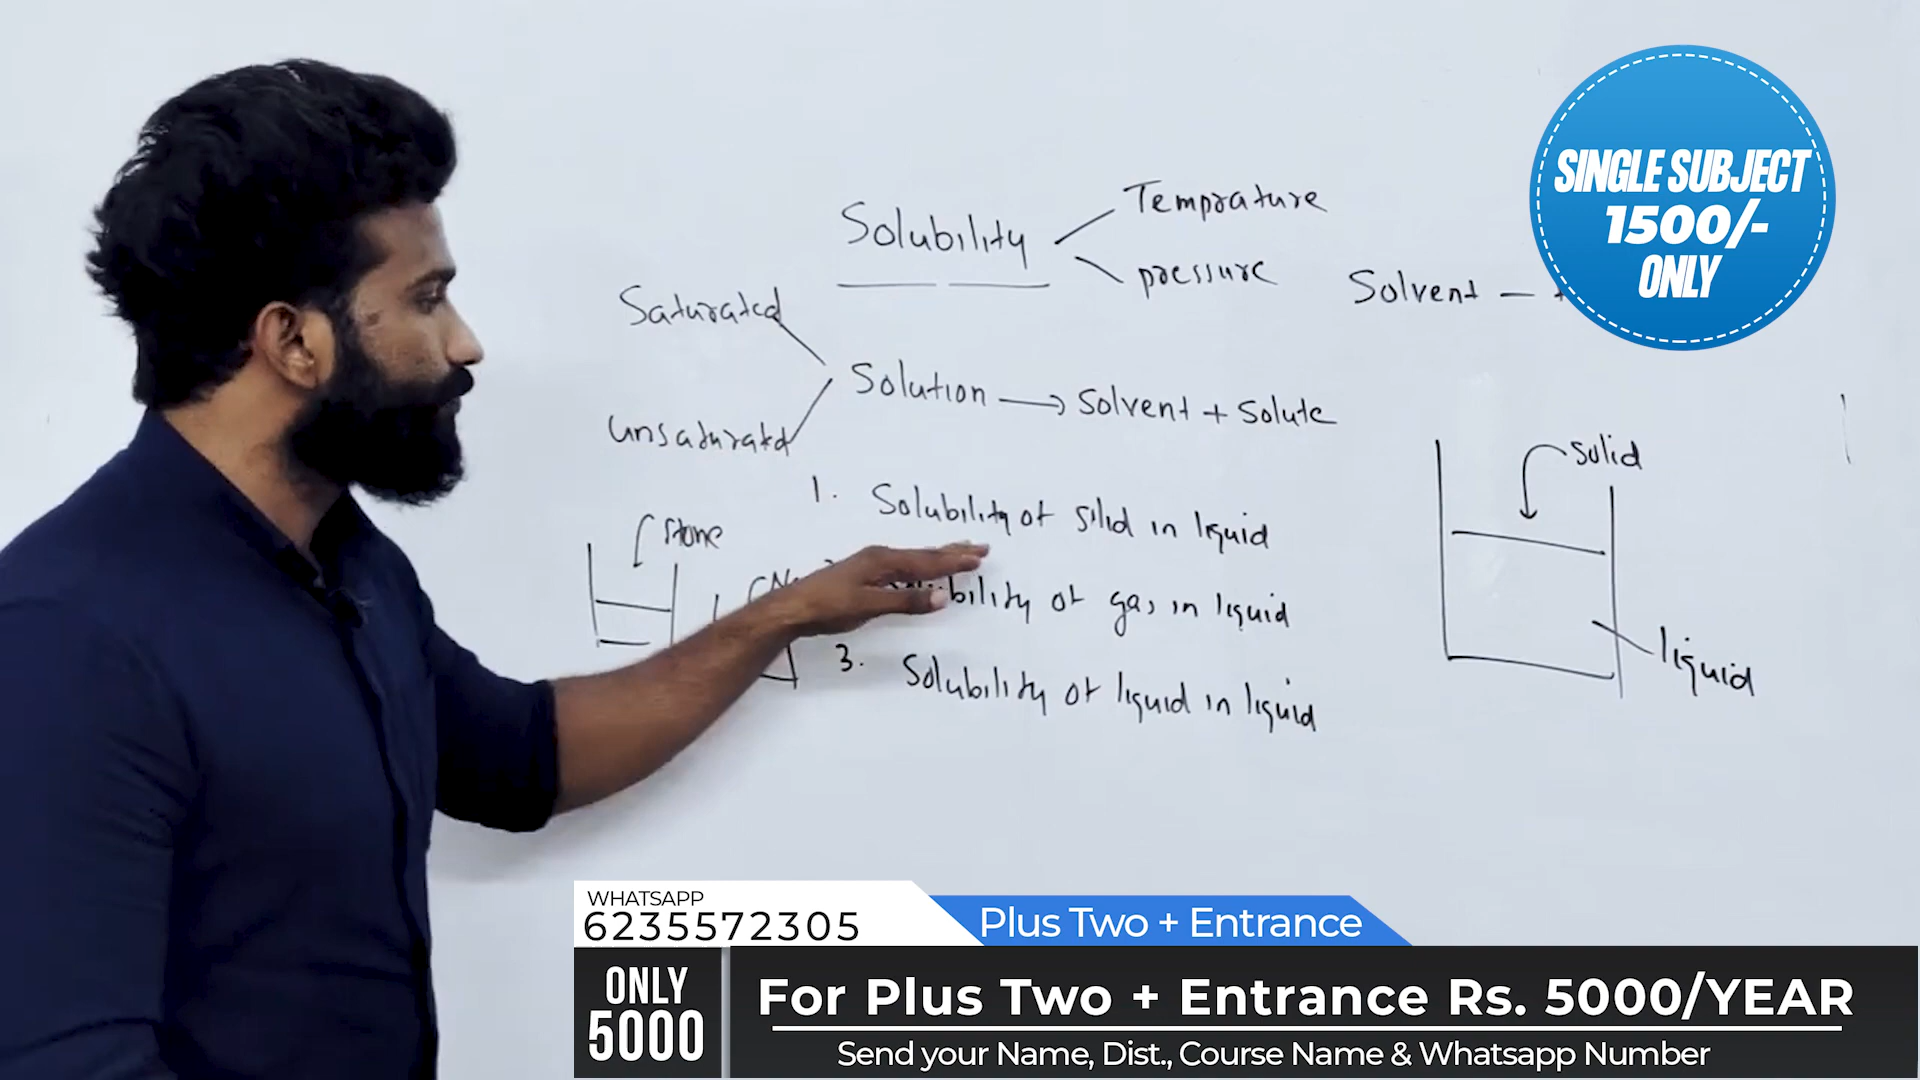 SINGLE SUBJECT
1500/-
ONLY
Temprature
Solubility
pressure
Solvent –
Saturated
Solution → Solvent + Solute
unsaturated
solid
1. Solubility of solid in liquid
stone
bility of gas in liquid
3. Solubility of liquid in liquid
liquid
WHATSAPP
6235572305
Plus Two + Entrance
ONLY
5000
For Plus Two + Entrance Rs. 5000/YEAR
Send your Name, Dist., Course Name & Whatsapp Number